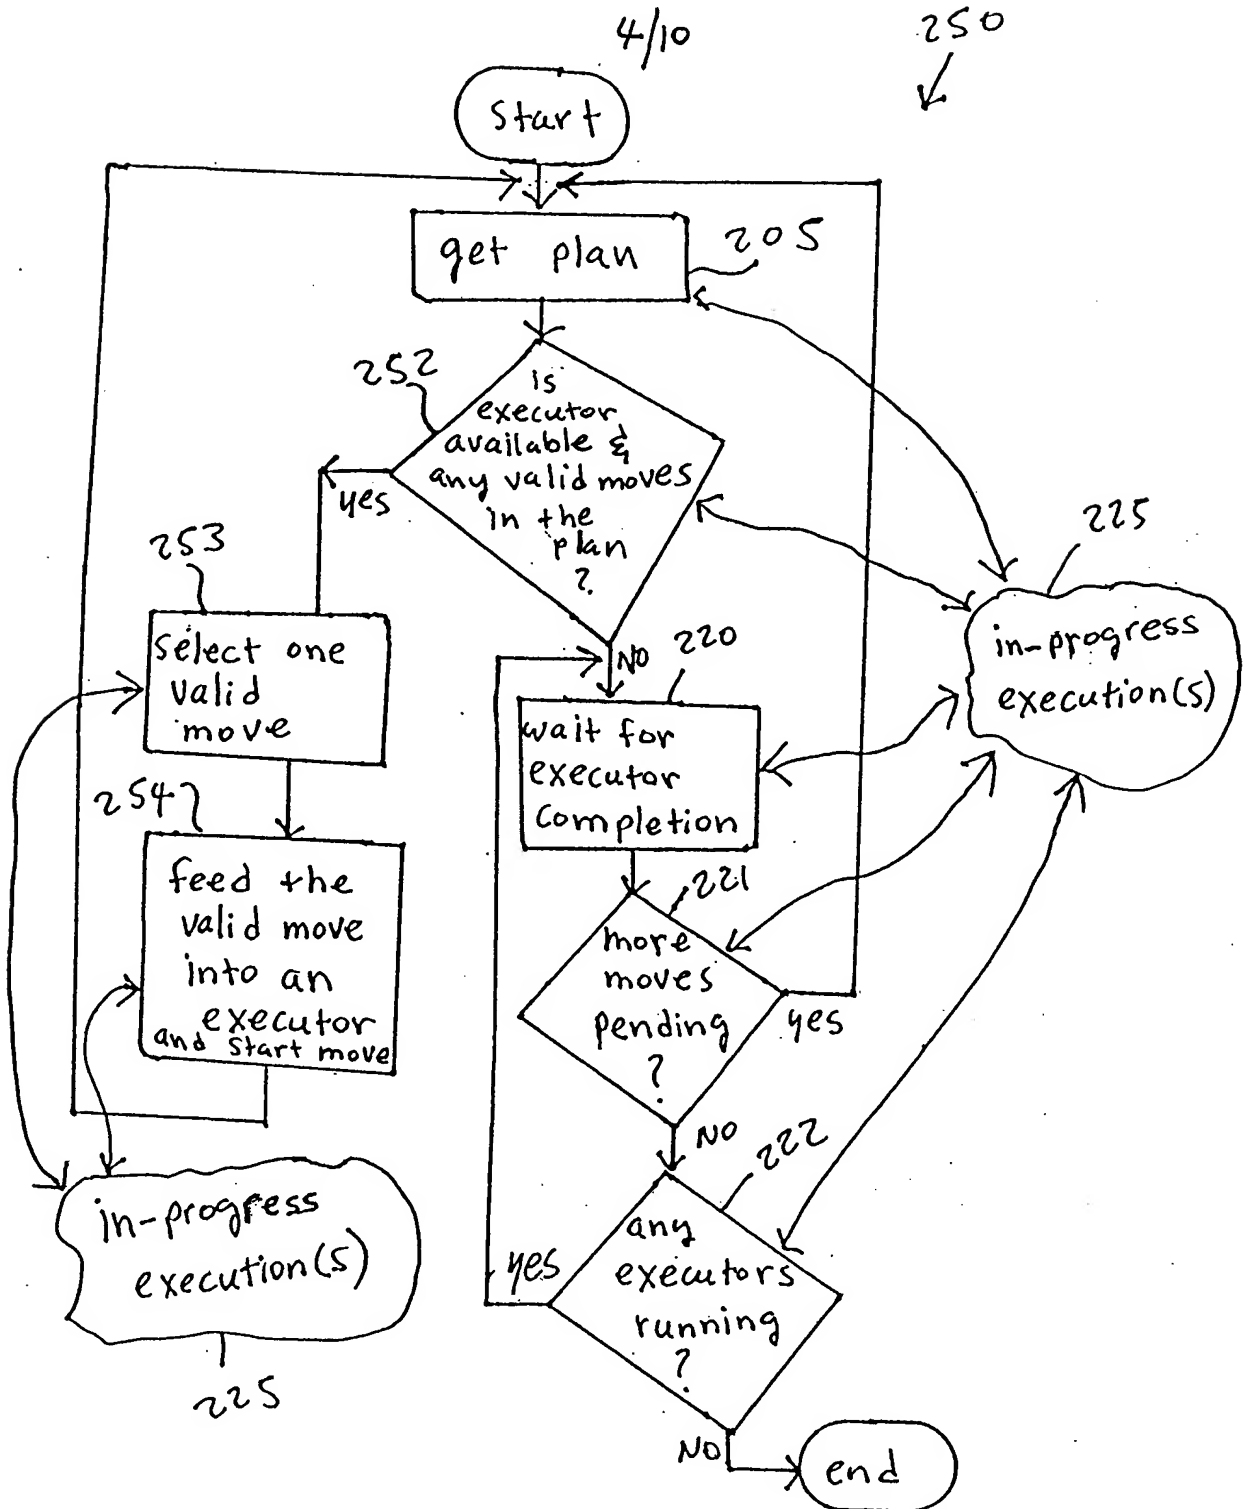 4/10
250
Start
get plan
205
252
is
executor
available &
any valid moves
in the
plan
?
yes
NO
253
select one
valid
move
254
feed the
valid move
into an
executor
and Start move
220
wait for
executor
Completion
221
more
moves
pending
?
yes
NO
222
any
executors
running
?
yes
NO
end
225
in-progress
execution(s)
in-progress
execution(s)
225